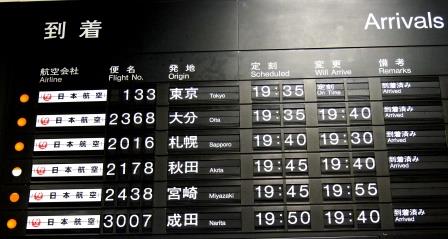 到着 Arrivals
航空会社 便名 発地 定刻 変更 備考
Airline Flight No. Origin Scheduled Will Arrive Remarks
日本航空 133 東京 Tokyo 19:35 定刻 On Time 到着済み Arrived
日本航空 2368 大分 Oita 19:35 19:40 到着済み Arrived
日本航空 2016 札幌 Sapporo 19:40 19:30 到着済み Arrived
日本航空 2178 秋田 Akita 19:45 19:40 到着済み Arrived
日本航空 2438 宮崎 Miyazaki 19:45 19:55
日本航空 3007 成田 Narita 19:50 19:40 到着済み Arrived